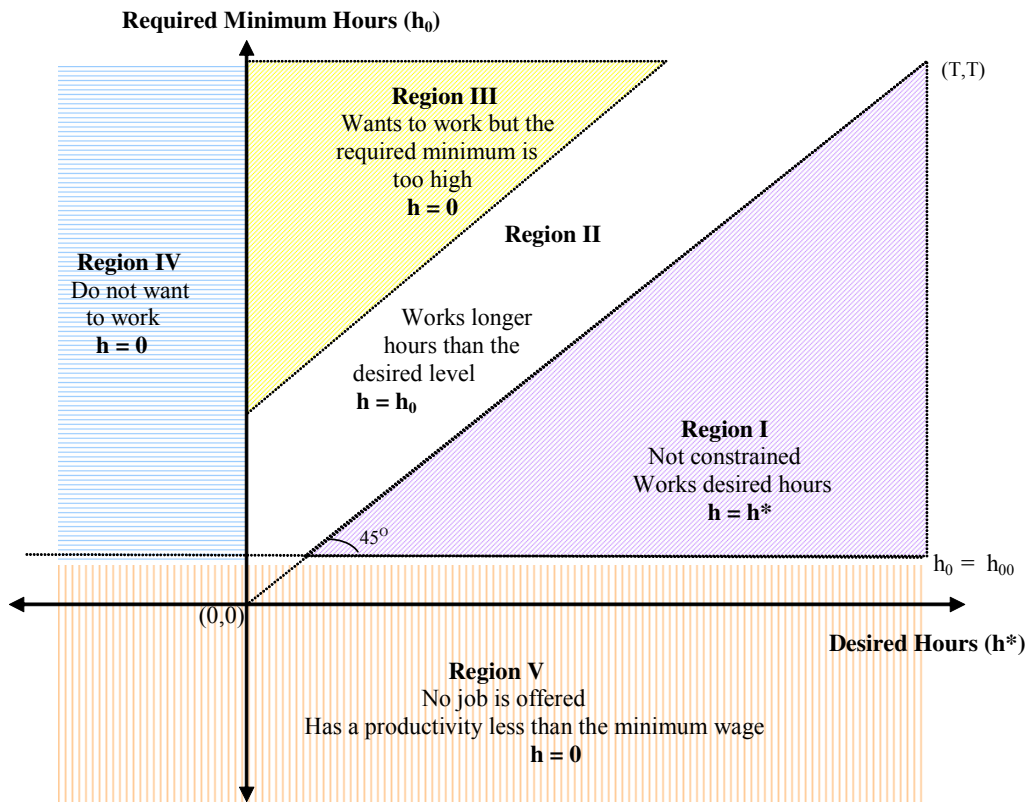 Required Minimum Hours (h₀)
(T,T)
Region III
Wants to work but the
required minimum is
too high
h = 0
Region II
Region IV
Do not want
to work
h = 0
Works longer
hours than the
desired level
h = h₀
Region I
Not constrained
Works desired hours
h = h*
45⁰
h₀ = h₀₀
(0,0)
Desired Hours (h*)
Region V
No job is offered
Has a productivity less than the minimum wage
h = 0